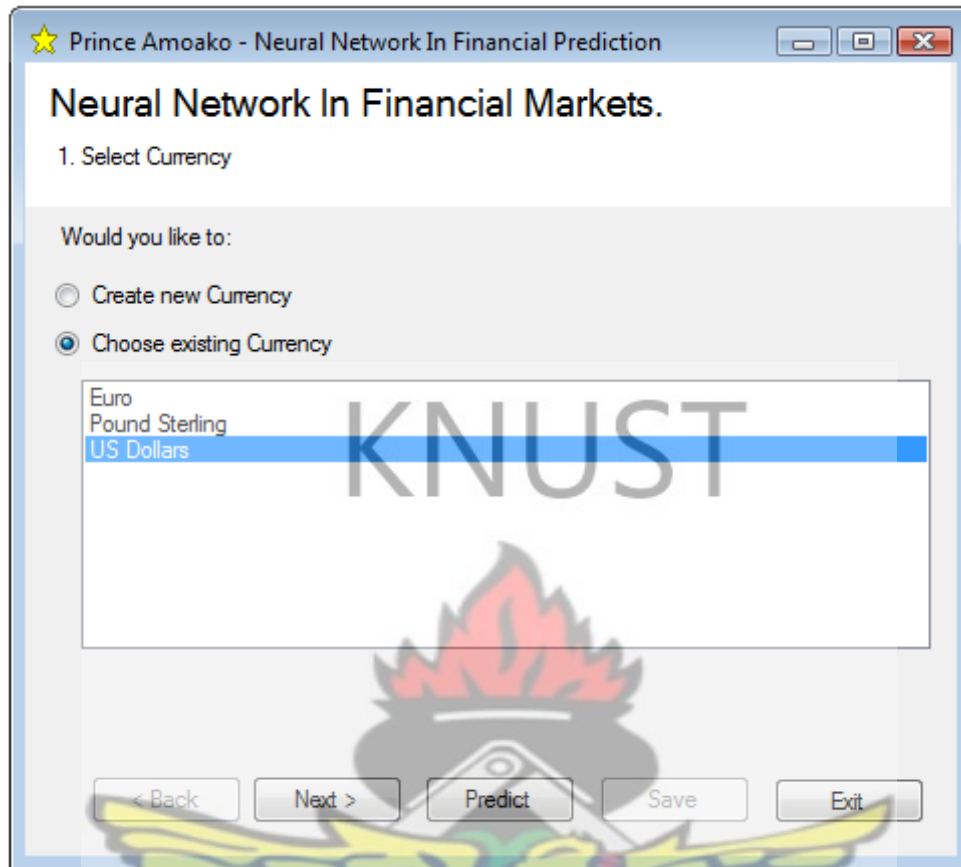 Prince Amoako - Neural Network In Financial Prediction
Neural Network In Financial Markets.
1. Select Currency
Would you like to:
Create new Currency
Choose existing Currency
Euro
Pound Sterling
US Dollars
KNUST
< Back Next > Predict Save Exit